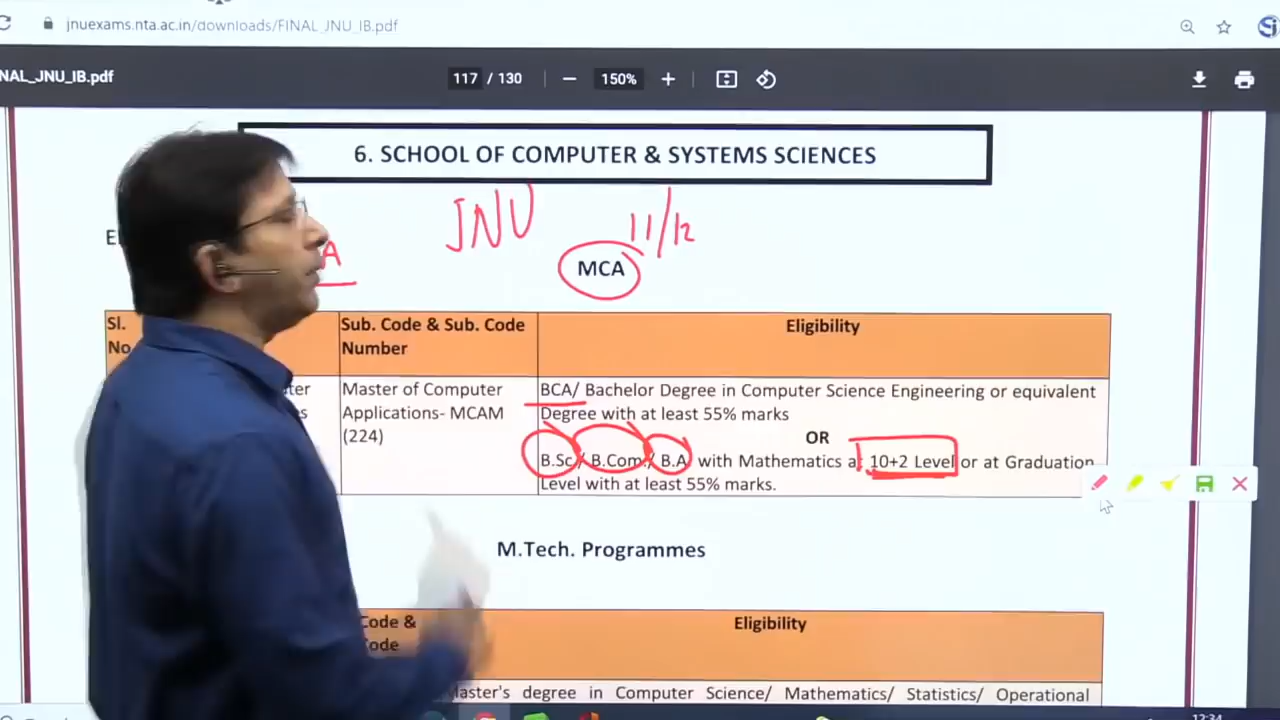 jnuexams.nta.ac.in/downloads/FINAL_JNU_IB.pdf
NAL_JNU_IB.pdf
117 / 130
150%
6. SCHOOL OF COMPUTER & SYSTEMS SCIENCES
JNU
11/12
A
MCA
Sl.
No
Sub. Code & Sub. Code
Number
Eligibility
Master of Computer
Applications- MCAM
(224)
BCA/ Bachelor Degree in Computer Science Engineering or equivalent
Degree with at least 55% marks
OR
B.Sc/ B.Com./ B.A with Mathematics a 10+2 Level or at Graduation
Level with at least 55% marks.
M.Tech. Programmes
Code &
Code
Eligibility
Master's degree in Computer Science/ Mathematics/ Statistics/ Operational